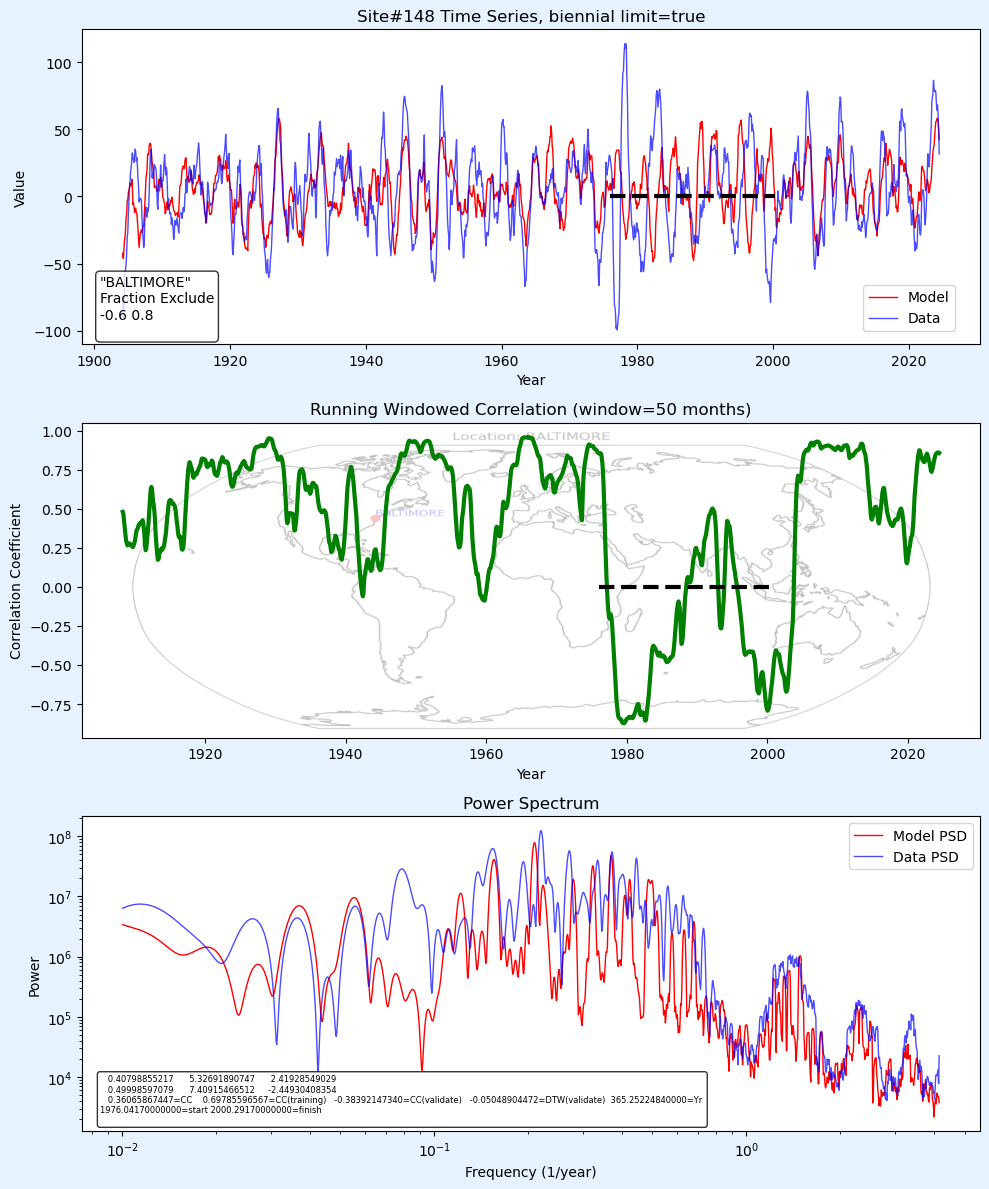 Site#148 Time Series, biennial limit=true
100
50
0
−50
−100
Value
"BALTIMORE"
Fraction Exclude
-0.6 0.8
Model
Data
1900 1920 1940 1960 1980 2000 2020
Year
Running Windowed Correlation (window=50 months)
Location: BALTIMORE
BALTIMORE
1.00
0.75
0.50
0.25
0.00
−0.25
−0.50
−0.75
Correlation Coefficient
1920 1940 1960 1980 2000 2020
Year
Power Spectrum
Model PSD
Data PSD
10⁸
10⁷
10⁶
10⁵
10⁴
Power
0.40798855217 5.32691890747 2.41928549029
0.49998597079 7.40915466512 -2.44930408354
0.36065867447=CC 0.69785596567=CC(training) -0.38392147340=CC(validate) -0.05048904472=DTW(validate) 365.25224840000=Yr
1976.04170000000=start 2000.29170000000=finish
10⁻² 10⁻¹ 10⁰
Frequency (1/year)